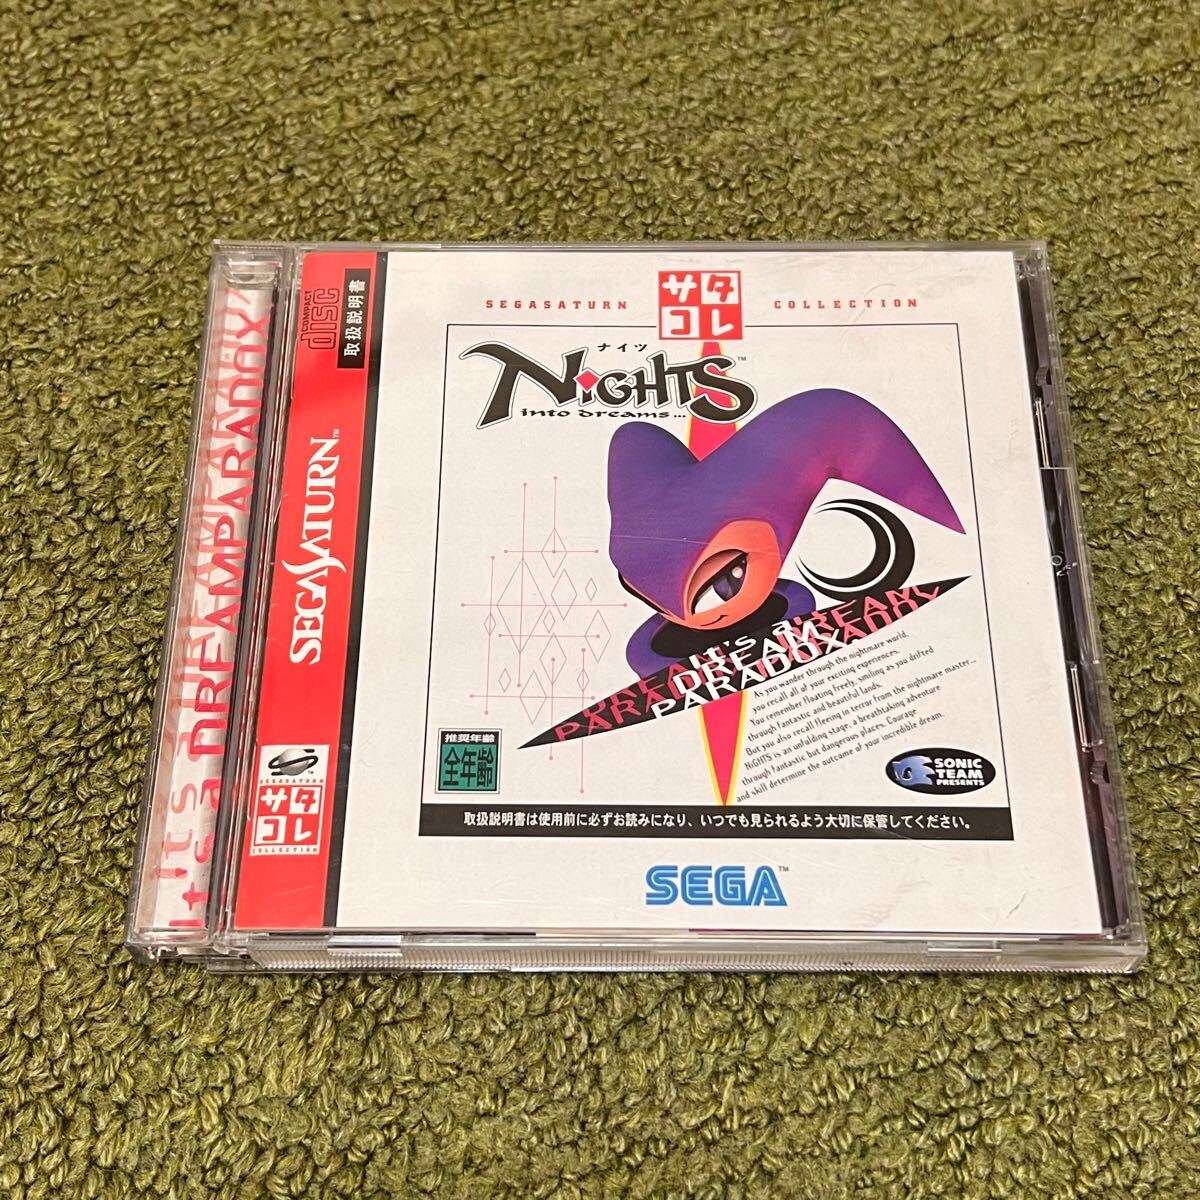 It's a DREAMPARADOX
COMPACT
disc
取扱説明書
SEGASATURN™
SEGASATURN
サタ
コレ
COLLECTION
SEGASATURN
サタ
コレ
COLLECTION
ナイツ
NiGHTS™
into dreams...
It's a
DREAM
PARADOX
As you wander through the nightmare world,
you recall all of your exciting experiences.
You remember floating freely, smiling as you drifted
through fantastic and beautiful lands.
But you also recall fleeing in terror from the nightmare master...
NiGHTS is an unfolding stage, a breathtaking adventure
through fantastic but dangerous places. Courage
and skill determine the outcome of your incredible dream.
推奨年齢
全年齢
SONIC
TEAM
PRESENTS
取扱説明書は使用前に必ずお読みになり、いつでも見られるよう大切に保管してください。
SEGA™